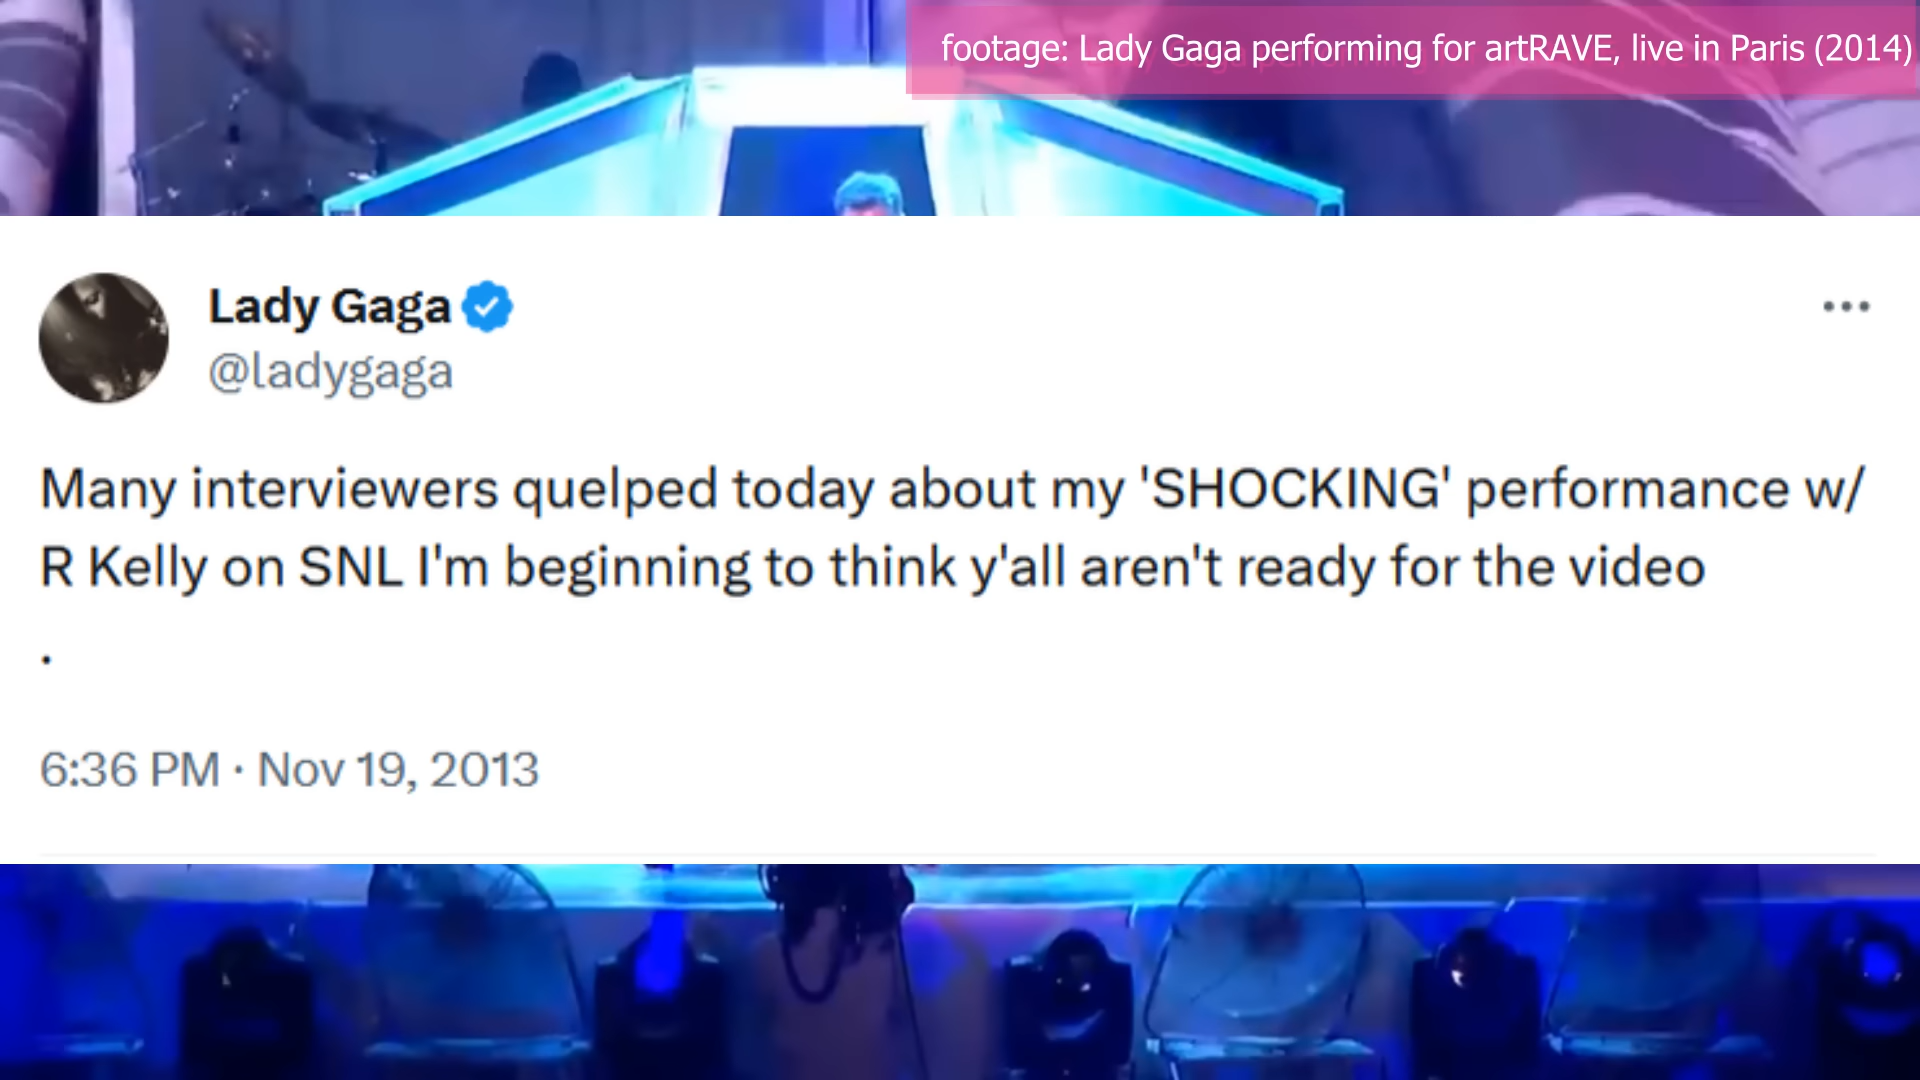 footage: Lady Gaga performing for artRAVE, live in Paris (2014)
Lady Gaga
@ladygaga
Many interviewers quelped today about my 'SHOCKING' performance w/
R Kelly on SNL I'm beginning to think y'all aren't ready for the video
.
6:36 PM · Nov 19, 2013